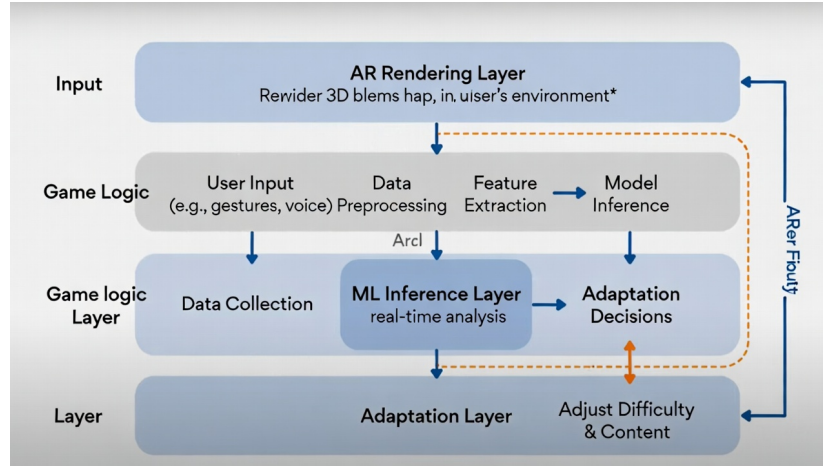 Input
AR Rendering Layer
Rewider 3D blems hap, in. user's environment*
Game Logic
User Input
(e.g., gestures, voice)
Data
Preprocessing
Feature
Extraction
Model
Inference
Arcl
Game logic
Layer
Data Collection
ML Inference Layer
real-time analysis
Adaptation
Decisions
ARer
Layer
Adaptation Layer
Adjust Difficulty
& Content